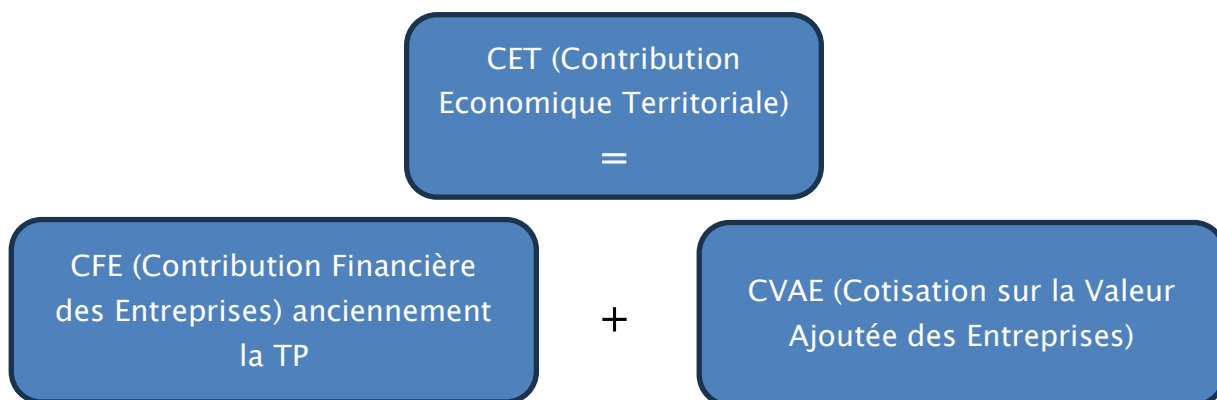 CET (Contribution
Economique Territoriale)
=
CFE (Contribution Financière
des Entreprises) anciennement
la TP
+
CVAE (Cotisation sur la Valeur
Ajoutée des Entreprises)